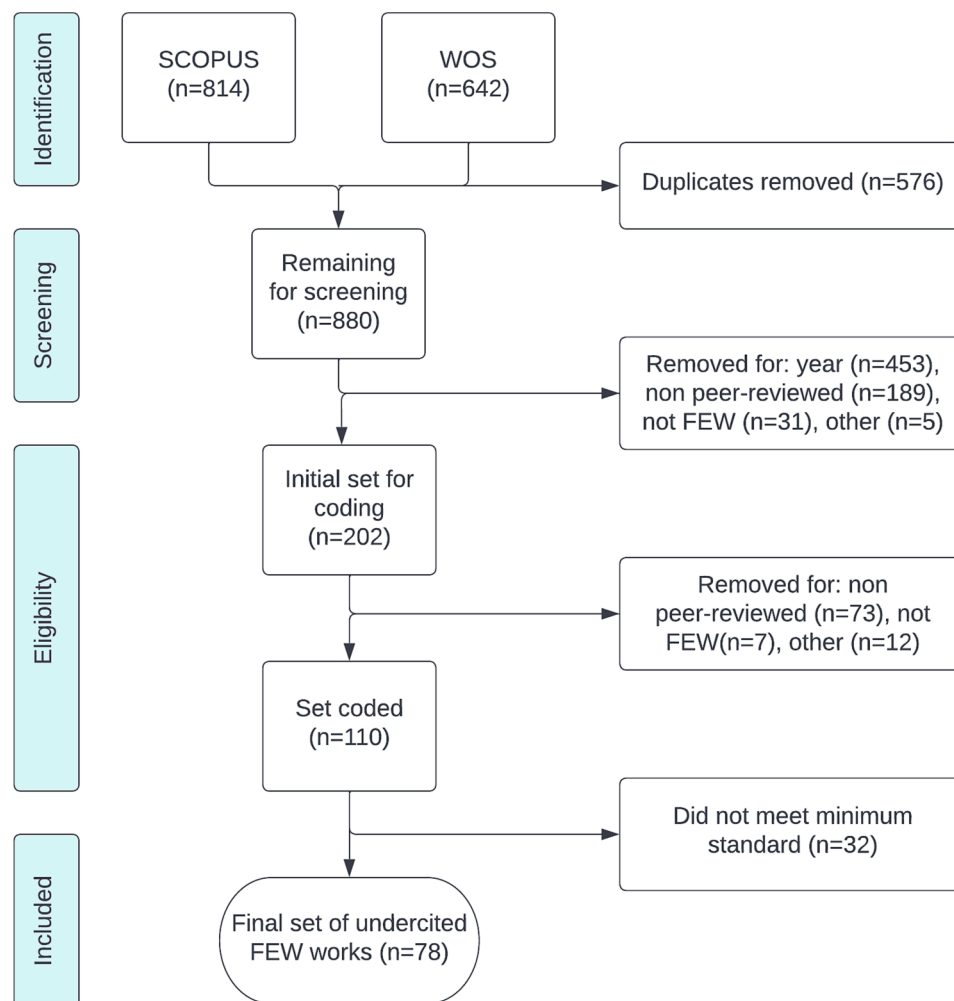 Identification
SCOPUS
(n=814)
WOS
(n=642)
Duplicates removed (n=576)
Screening
Remaining
for screening
(n=880)
Removed for: year (n=453),
non peer-reviewed (n=189),
not FEW (n=31), other (n=5)
Eligibility
Initial set for
coding
(n=202)
Removed for: non
peer-reviewed (n=73), not
FEW(n=7), other (n=12)
Set coded
(n=110)
Did not meet minimum
standard (n=32)
Included
Final set of undercited
FEW works (n=78)